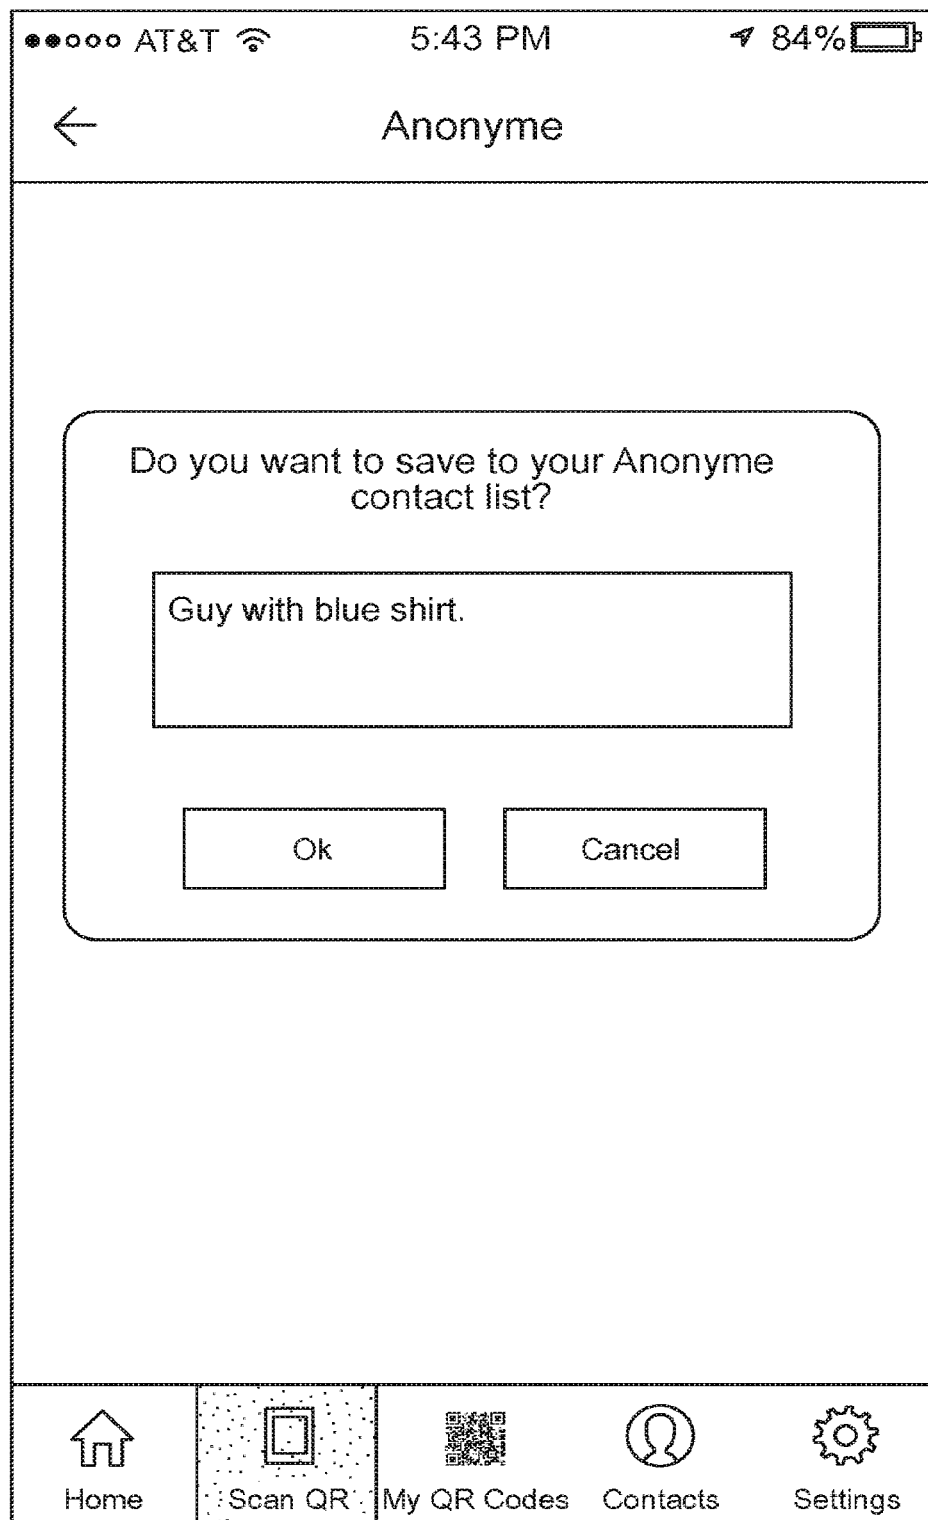 AT&T 5:43 PM 84%
Anonyme
Do you want to save to your Anonyme
contact list?
Guy with blue shirt.
Ok Cancel
Home Scan QR My QR Codes Contacts Settings